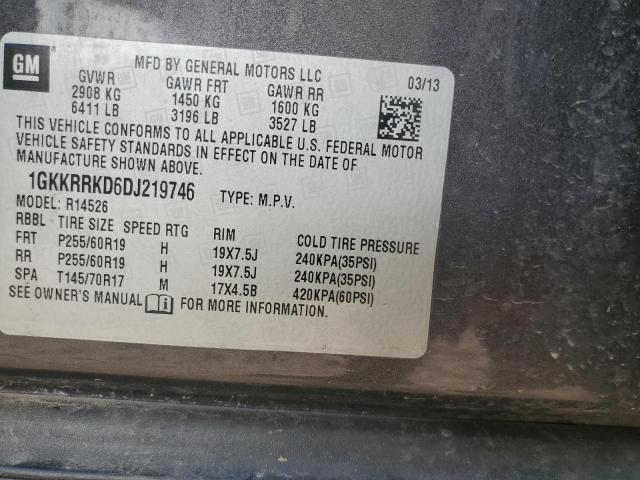 GM
MFD BY GENERAL MOTORS LLC
03/13
GVWR GAWR FRT GAWR RR
2908 KG 1450 KG 1600 KG
6411 LB 3196 LB 3527 LB
THIS VEHICLE CONFORMS TO ALL APPLICABLE U.S. FEDERAL MOTOR
VEHICLE SAFETY STANDARDS IN EFFECT ON THE DATE OF
MANUFACTURE SHOWN ABOVE.
1GKKRRKD6DJ219746 TYPE: M.P.V.
MODEL: R14526
RBBL TIRE SIZE SPEED RTG RIM COLD TIRE PRESSURE
FRT P255/60R19 H 19X7.5J 240KPA(35PSI)
RR P255/60R19 H 19X7.5J 240KPA(35PSI)
SPA T145/70R17 M 17X4.5B 420KPA(60PSI)
SEE OWNER'S MANUAL FOR MORE INFORMATION.